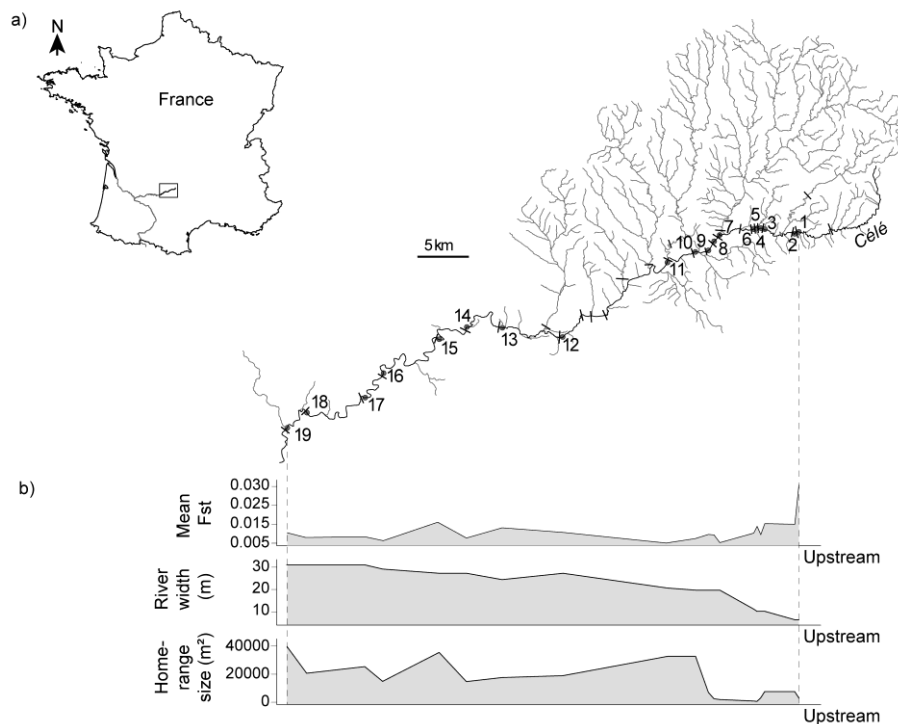 a)
N
France
5 km
1
2
3
4
5
6
7
8
9
10
11
12
13
14
15
16
17
18
19
Célé
b)
Mean
Fst
0.030
0.015
0.005
Upstream
River
width
(m)
30
20
10
Upstream
Home-
range
size (m²)
40000
20000
0
Upstream